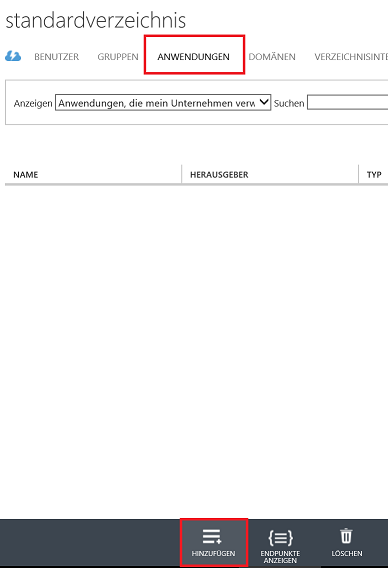 standardverzeichnis
BENUTZER GRUPPEN ANWENDUNGEN DOMÄNEN VERZEICHNISINTE
Anzeigen Anwendungen, die mein Unternehmen verw Suchen
NAME HERAUSGEBER TYP
HINZUFÜGEN ENDPUNKTE ANZEIGEN LÖSCHEN